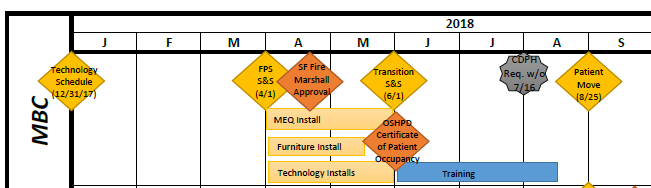 2018
J F M A M J J A S
MBC
Technology
Schedule
(12/31/17)
FPS
S&S
(4/1)
SF Fire
Marshall
Approval
Transition
S&S
(6/1)
CDPH
Req. w/o
7/16
Patient
Move
(8/25)
MEQ Install
OSHPD
Certificate
of Patient
Occupancy
Furniture Install
Technology Installs
Training